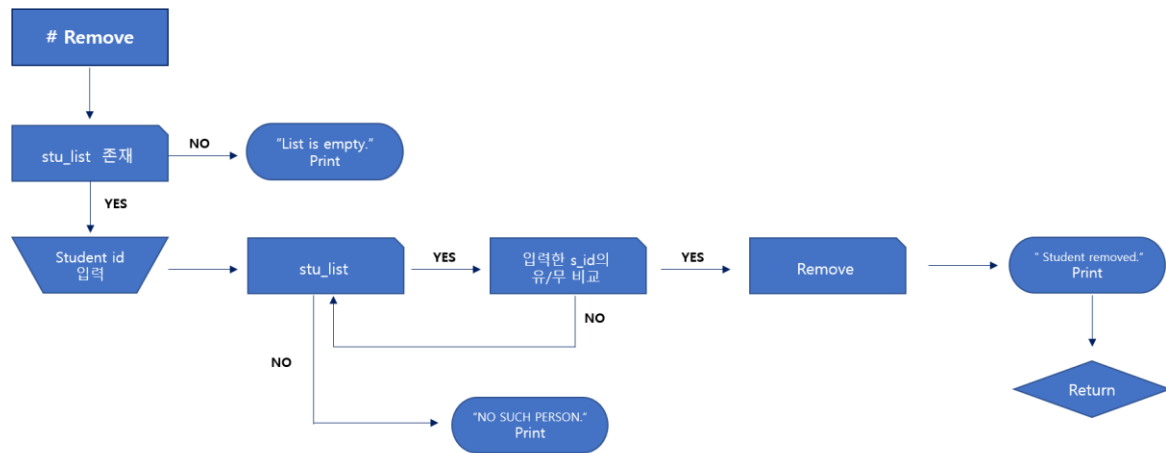 # Remove
stu_list 존재
NO
"List is empty."
Print
YES
Student id
입력
stu_list
YES
입력한 s_id의
유/무 비교
YES
Remove
" Student removed."
Print
NO
NO
"NO SUCH PERSON."
Print
Return